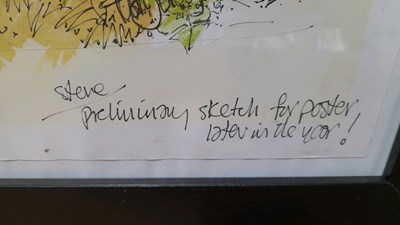 steve
preliminary sketch for poster
later in the year!